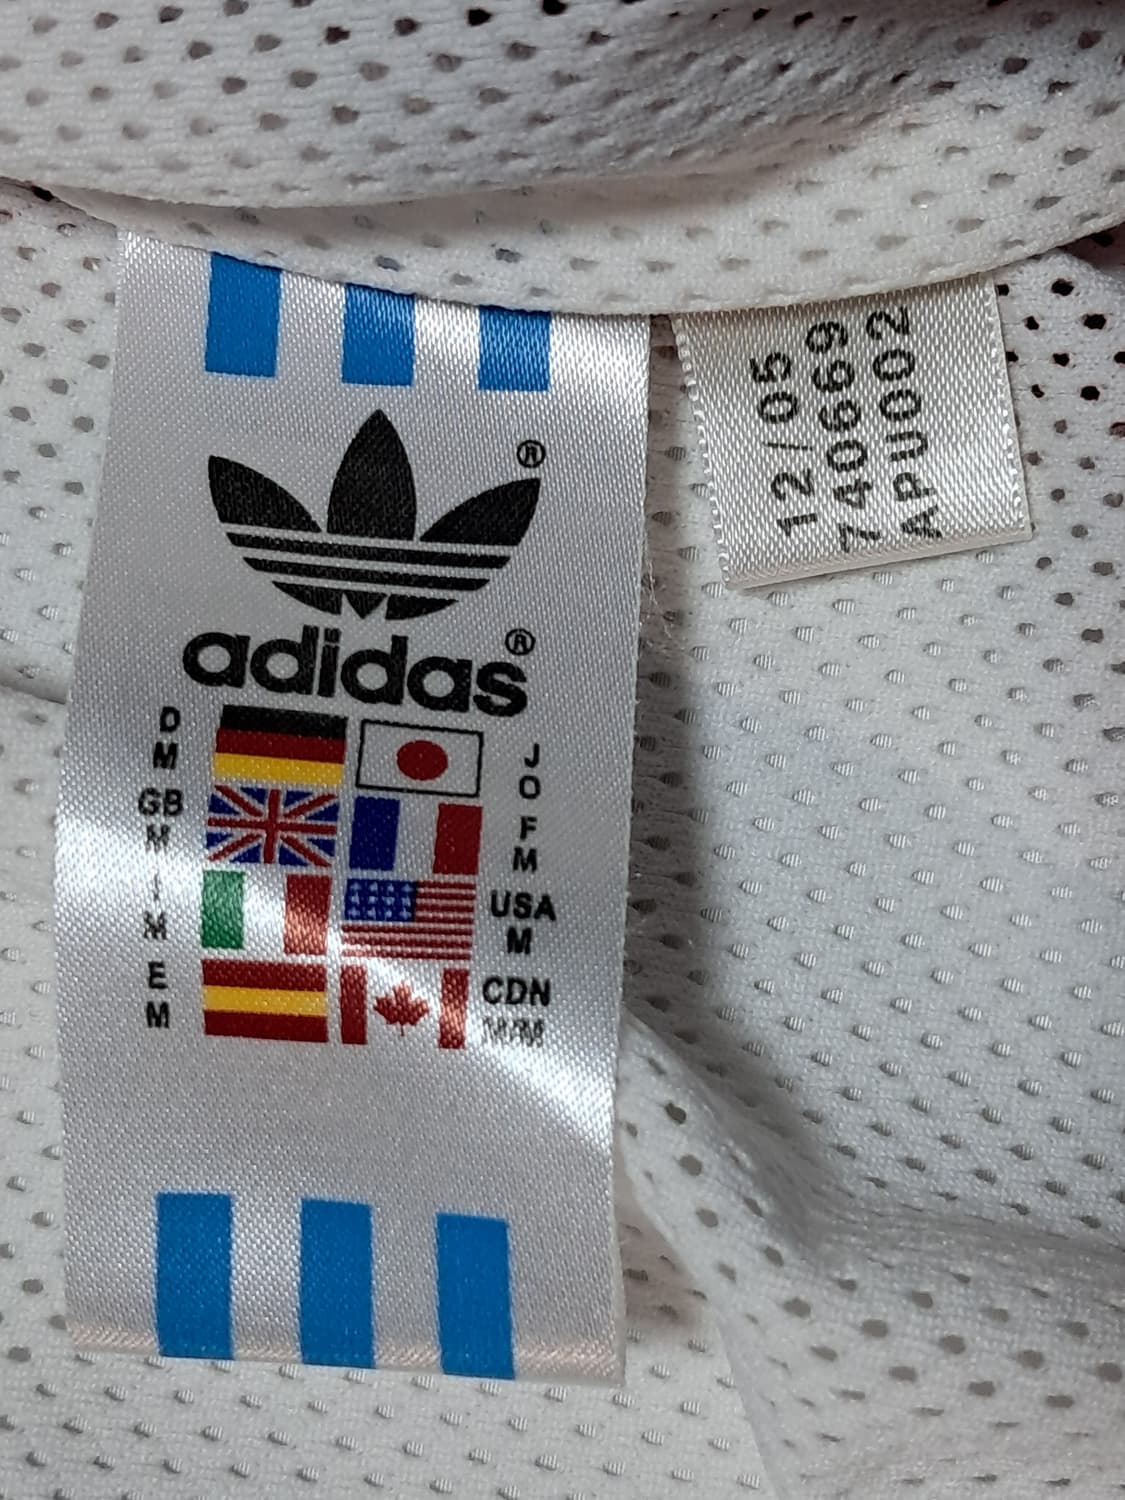 ®
adidas®
D
M
J
O
GB
M
F
M
I
M
USA
M
E
M
CDN
M/M
12/05
740669
APU002